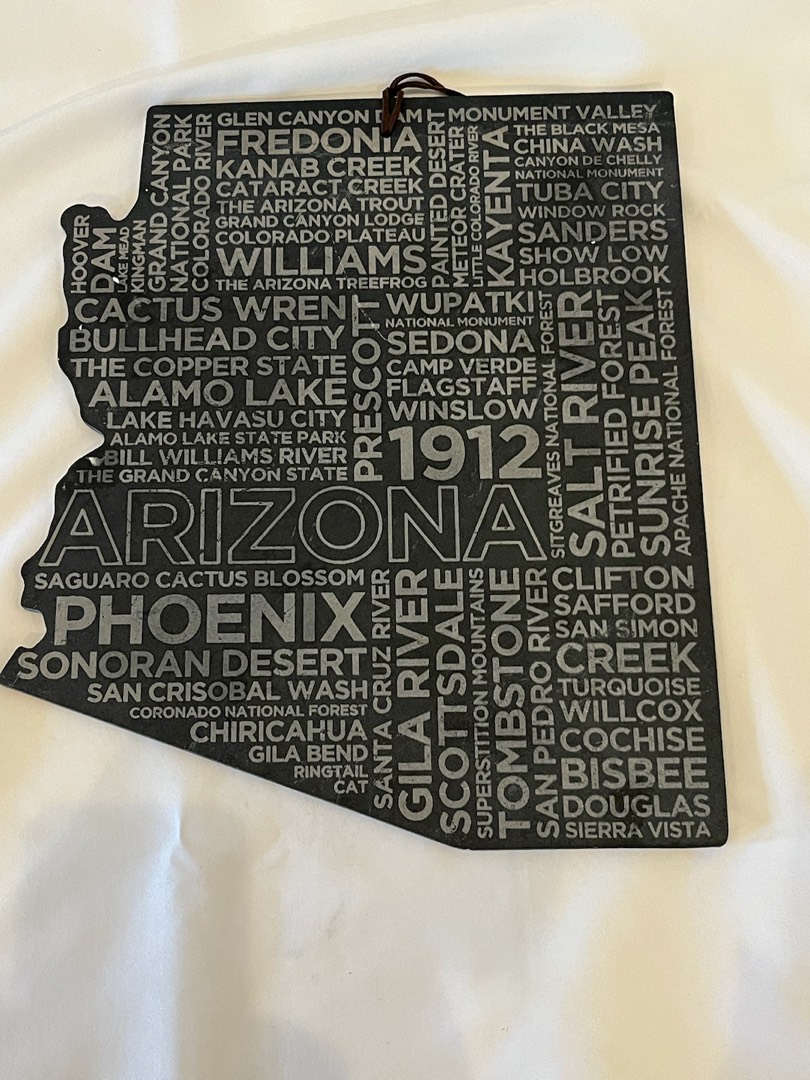 HOOVER
DAM
LAKE MEAD
KINGMAN
GRAND CANYON
NATIONAL PARK
COLORADO RIVER
GLEN CANYON DAM
FREDONIA
KANAB CREEK
CATARACT CREEK
THE ARIZONA TROUT
GRAND CANYON LODGE
COLORADO PLATEAU
WILLIAMS
THE ARIZONA TREEFROG
PAINTED DESERT
METEOR CRATER
LITTLE COLORADO RIVER
KAYENTA
MONUMENT VALLEY
THE BLACK MESA
CHINA WASH
CANYON DE CHELLY
NATIONAL MONUMENT
TUBA CITY
WINDOW ROCK
SANDERS
SHOW LOW
HOLBROOK
CACTUS WREN
BULLHEAD CITY
THE COPPER STATE
ALAMO LAKE
LAKE HAVASU CITY
ALAMO LAKE STATE PARK
BILL WILLIAMS RIVER
THE GRAND CANYON STATE
PRESCOTT
WUPATKI
NATIONAL MONUMENT
SEDONA
CAMP VERDE
FLAGSTAFF
WINSLOW
1912
SITGREAVES NATIONAL FOREST
SALT RIVER
PETRIFIED FOREST
SUNRISE PEAK
APACHE NATIONAL FOREST
ARIZONA
SAGUARO CACTUS BLOSSOM
PHOENIX
SONORAN DESERT
SAN CRISOBAL WASH
CORONADO NATIONAL FOREST
CHIRICAHUA
GILA BEND
RINGTAIL
CAT
SANTA CRUZ RIVER
GILA RIVER
SCOTTSDALE
SUPERSTITION MOUNTAINS
TOMBSTONE
SAN PEDRO RIVER
CLIFTON
SAFFORD
SAN SIMON
CREEK
TURQUOISE
WILLCOX
COCHISE
BISBEE
DOUGLAS
SIERRA VISTA